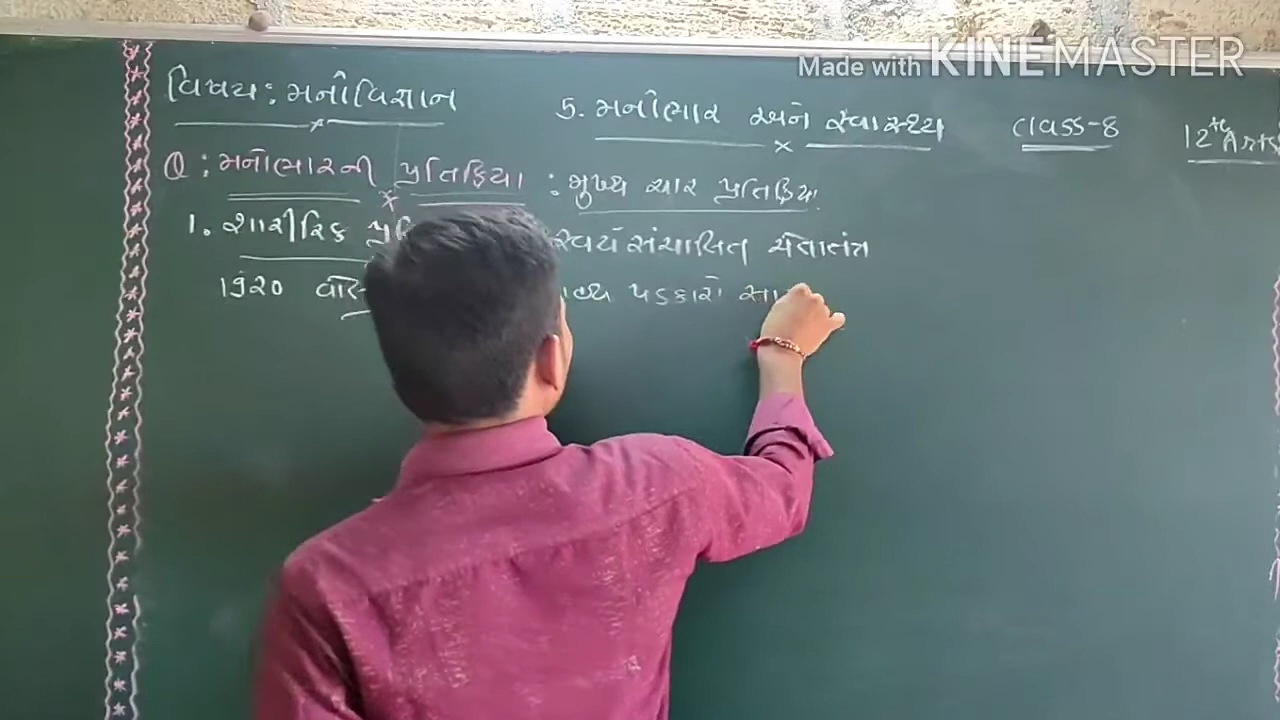 Made with KINEMASTER
વિષય : મનોવિજ્ઞાન 5. મનોભાર અને સ્વાસ્થ્ય class-8 12th Arts
Q : મનોભારની પ્રતિક્રિયા : મુખ્ય ચાર પ્રતિક્રિયા.
1. શારીરિક સ્વયંસંચાલિત ચેતાતંત્ર
1920 પડકારો